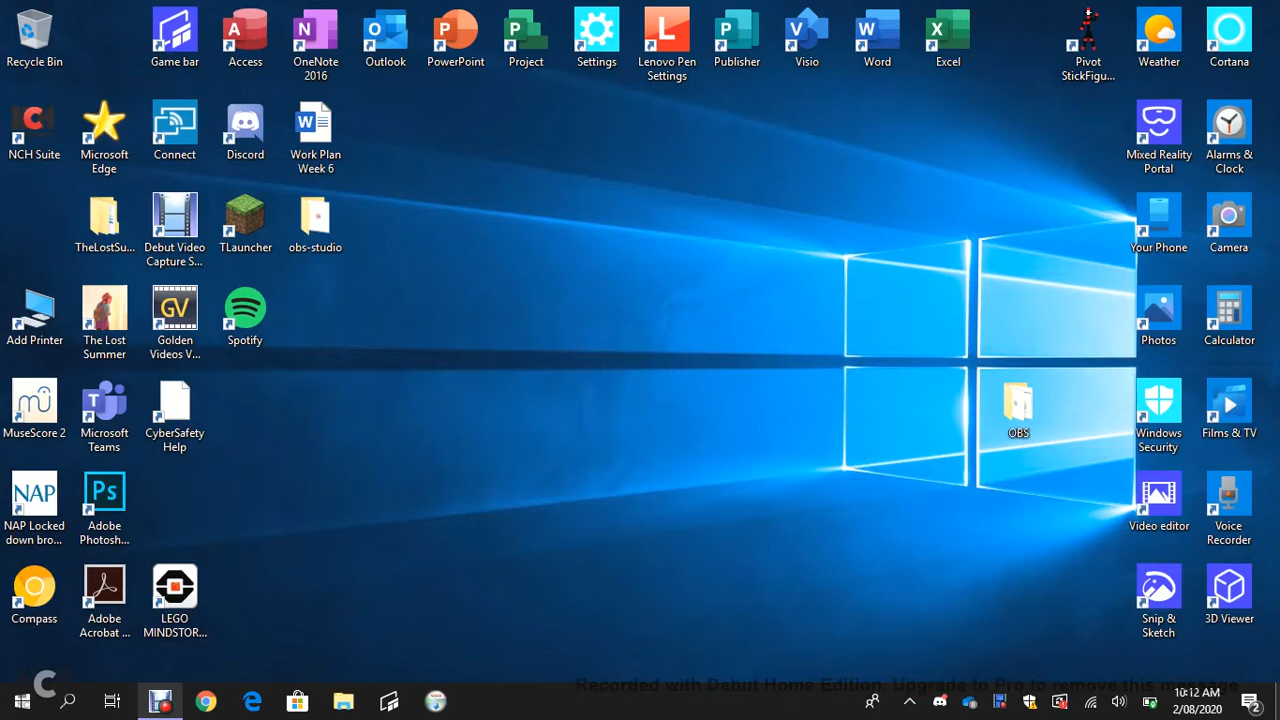 Recycle Bin
Game bar
Access
OneNote 2016
Outlook
PowerPoint
Project
Settings
Lenovo Pen Settings
Publisher
Visio
Word
Excel
Pivot StickFigu...
Weather
Cortana
NCH Suite
Microsoft Edge
Connect
Discord
Work Plan Week 6
Mixed Reality Portal
Alarms & Clock
TheLostSu...
Debut Video Capture S...
TLauncher
obs-studio
Your Phone
Camera
Add Printer
The Lost Summer
GV
Golden Videos V...
Spotify
Photos
Calculator
MuseScore 2
Microsoft Teams
CyberSafety Help
OBS
Windows Security
Films & TV
NAP
NAP Locked down bro...
Ps
Adobe Photosh...
Video editor
Voice Recorder
Compass
Adobe Acrobat ...
LEGO MINDSTOR...
Snip & Sketch
3D Viewer
Recorded with Debut Home Edition. Upgrade to Pro to remove this message
10:12 AM
2/08/2020
2